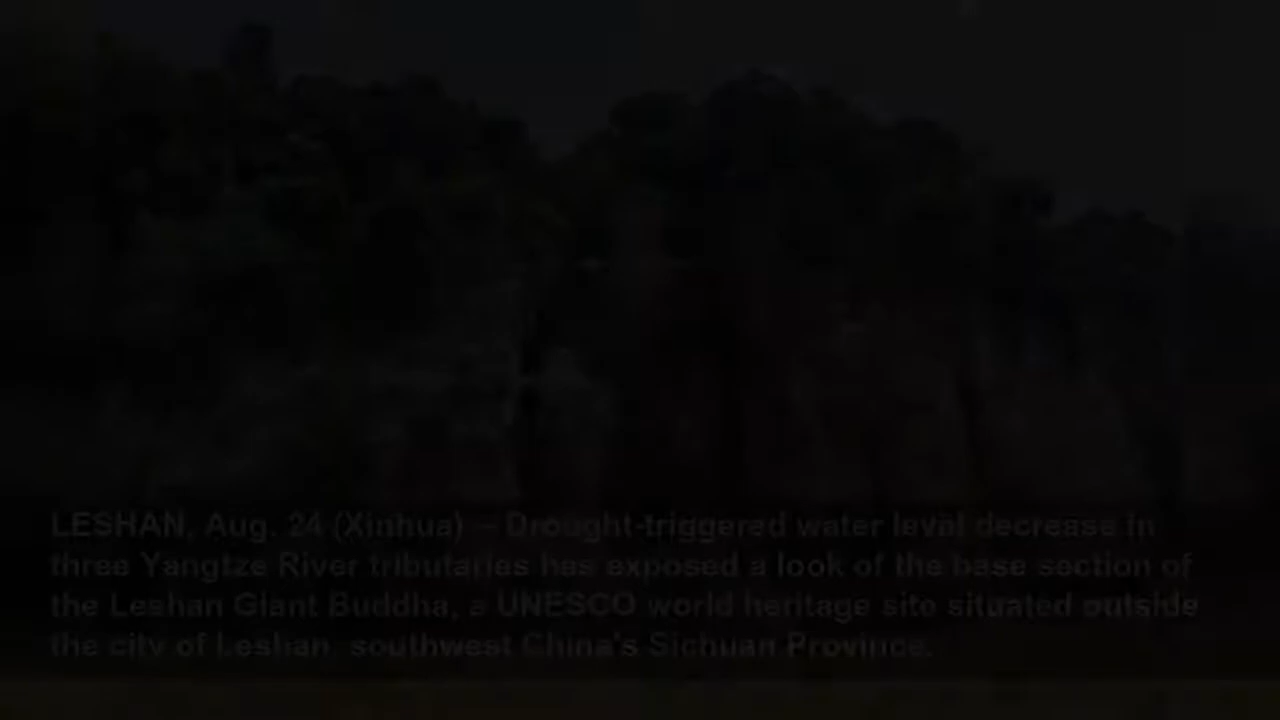 LESHAN, Aug. 24 (Xinhua) -- Drought-triggered water level decrease in
three Yangtze River tributaries has exposed a look of the base section of
the Leshan Giant Buddha, a UNESCO world heritage site situated outside
the city of Leshan, southwest China's Sichuan Province.